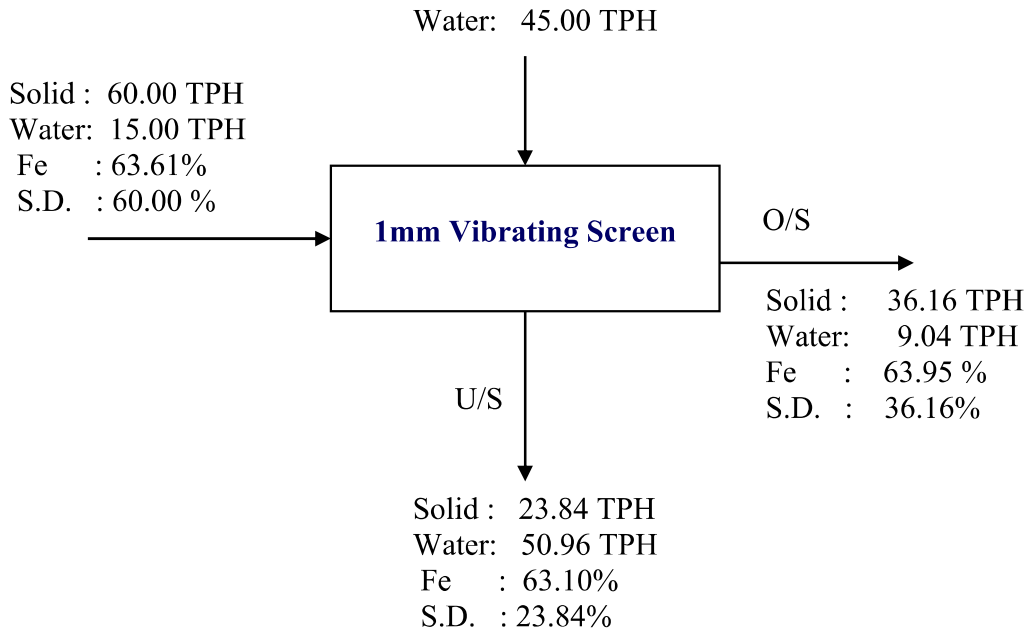 Water: 45.00 TPH
Solid : 60.00 TPH
Water: 15.00 TPH
Fe : 63.61%
S.D. : 60.00 %
1mm Vibrating Screen
O/S
Solid : 36.16 TPH
Water: 9.04 TPH
Fe : 63.95 %
S.D. : 36.16%
U/S
Solid : 23.84 TPH
Water: 50.96 TPH
Fe : 63.10%
S.D. : 23.84%